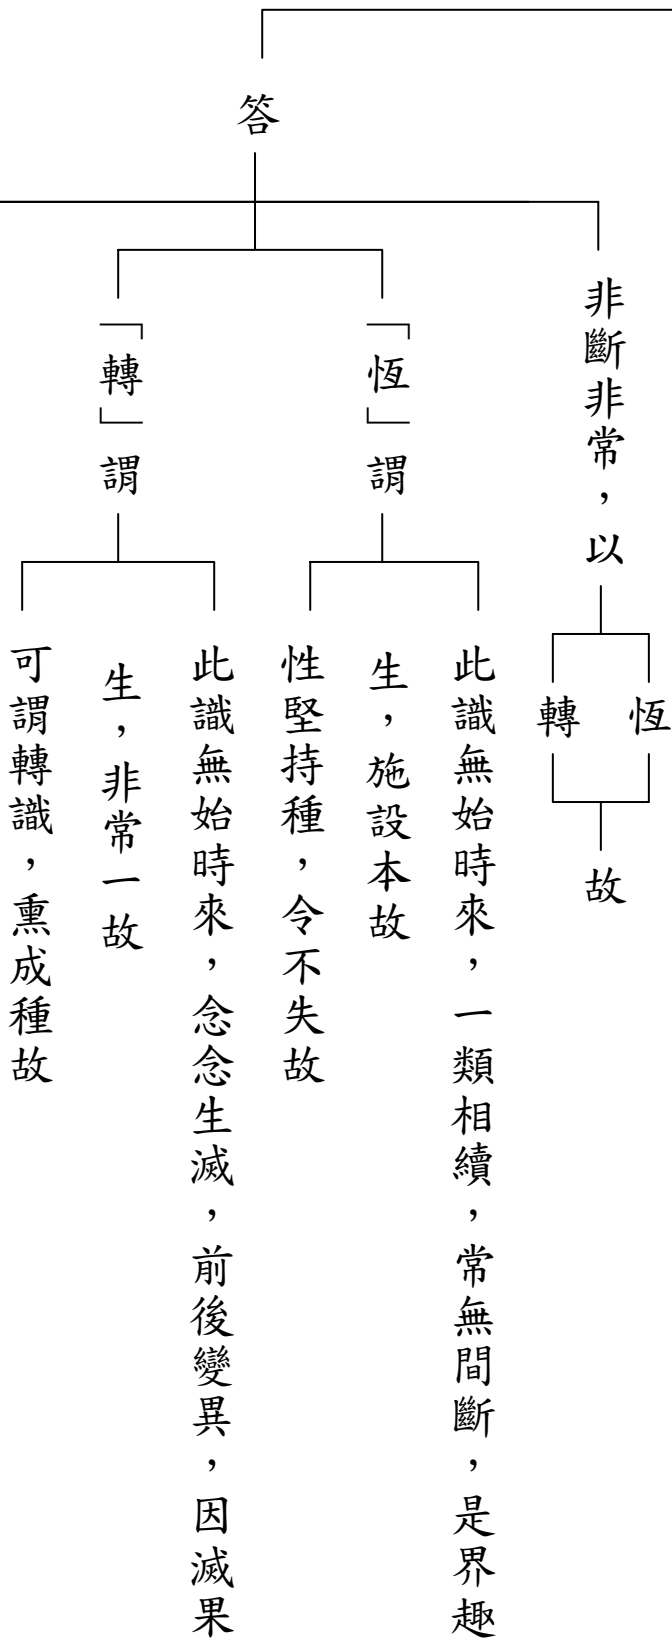 答
非斷非常，以
恆
轉
故
「恆」謂
此識無始時來，一類相續，常無間斷，是界趣
生，施設本故
性堅持種，令不失故
「轉」謂
此識無始時來，念念生滅，前後變異，因滅果
生，非常一故
可謂轉識，熏成種故